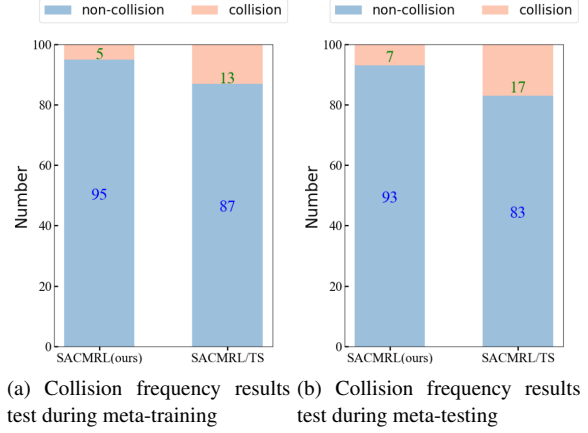 non-collision collision
100
80
60
40
20
0
Number
5
13
95
87
SACMRL(ours) SACMRL/TS
(a) Collision frequency results
test during meta-training
non-collision collision
100
80
60
40
20
0
Number
7
17
93
83
SACMRL(ours) SACMRL/TS
(b) Collision frequency results
test during meta-testing